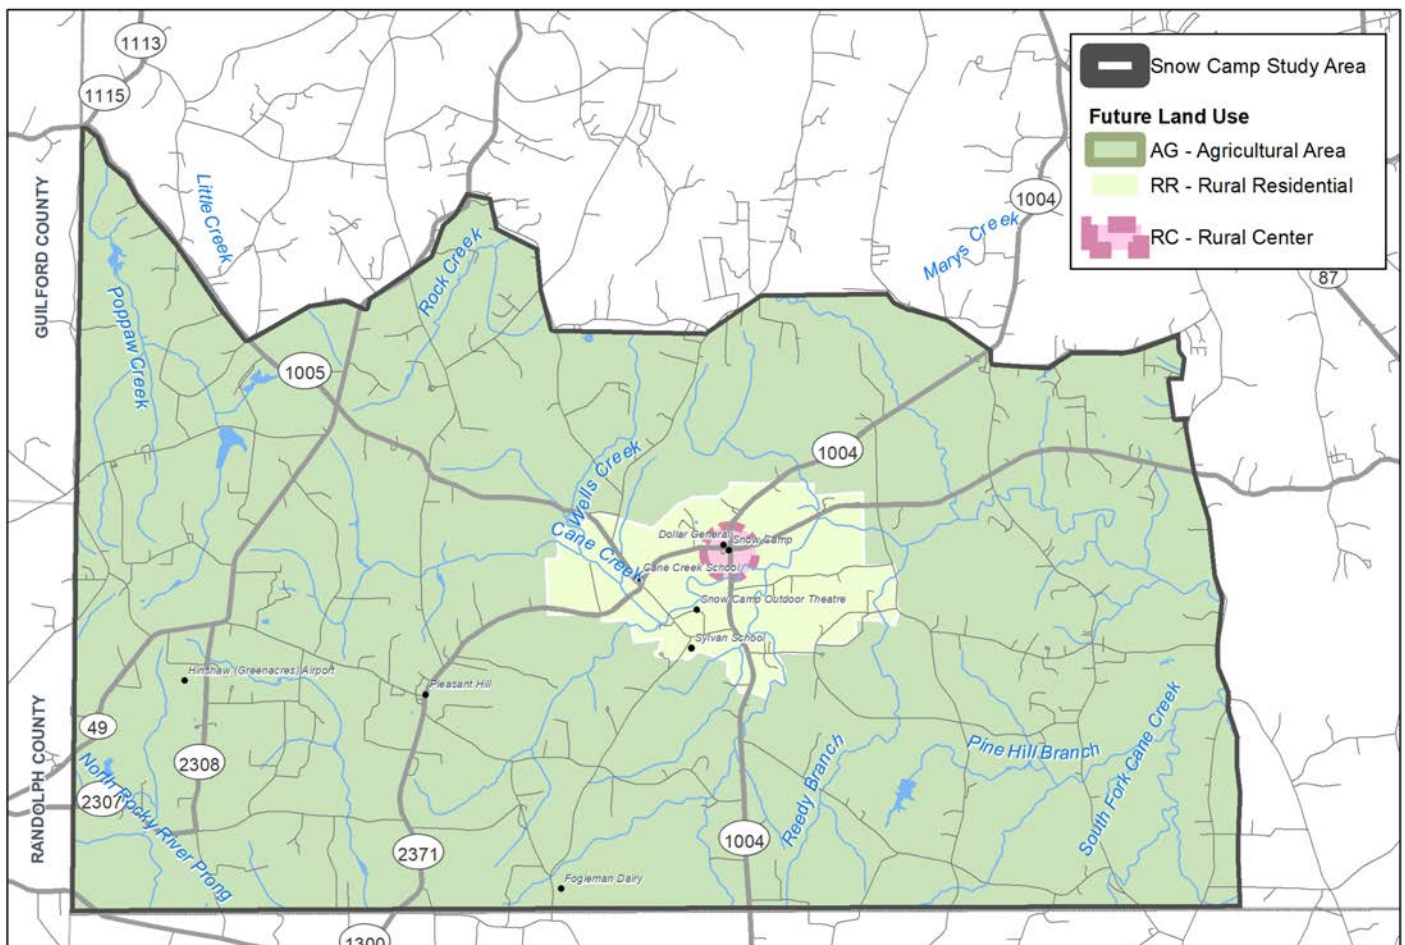 1113
1115
Snow Camp Study Area
Future Land Use
AG - Agricultural Area
RR - Rural Residential
RC - Rural Center
1004
87
GUILFORD COUNTY
Little Creek
Rock Creek
Marys Creek
Poppaw Creek
1005
1004
Wells Creek
Cane Creek
Dollar General
Snow Camp
Cane Creek School
Snow Camp Outdoor Theatre
Sylvan School
Hinshaw (Greenacres) Airport
Pleasant Hill
RANDOLPH COUNTY
49
2308
2307
North Rocky River Prong
2371
1004
Reedy Branch
Pine Hill Branch
South Fork Cane Creek
Fogleman Dairy
1300